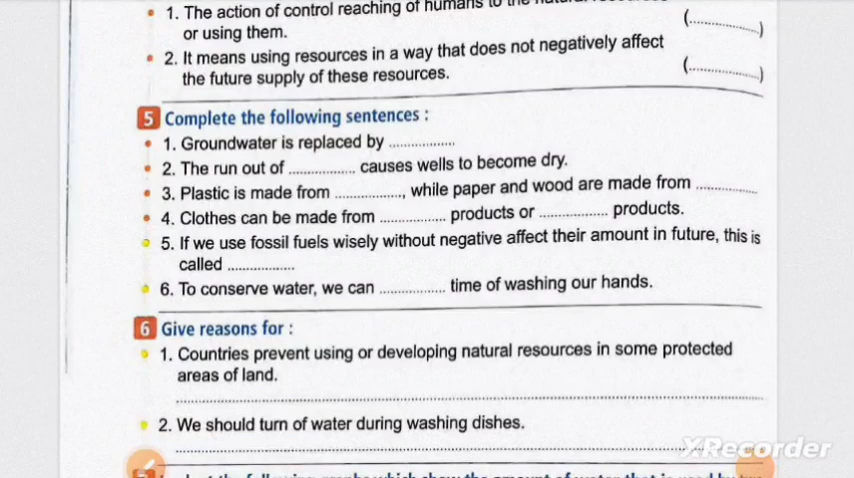 1. The action of control reaching of humans to the natural
or using them. (....................)
2. It means using resources in a way that does not negatively affect
the future supply of these resources. (....................)
5 Complete the following sentences :
1. Groundwater is replaced by ..................
2. The run out of .................. causes wells to become dry.
3. Plastic is made from .................., while paper and wood are made from ..................
4. Clothes can be made from .................. products or .................. products.
5. If we use fossil fuels wisely without negative affect their amount in future, this is
called ..................
6. To conserve water, we can .................. time of washing our hands.
6 Give reasons for :
1. Countries prevent using or developing natural resources in some protected
areas of land.
2. We should turn of water during washing dishes.
XRecorder